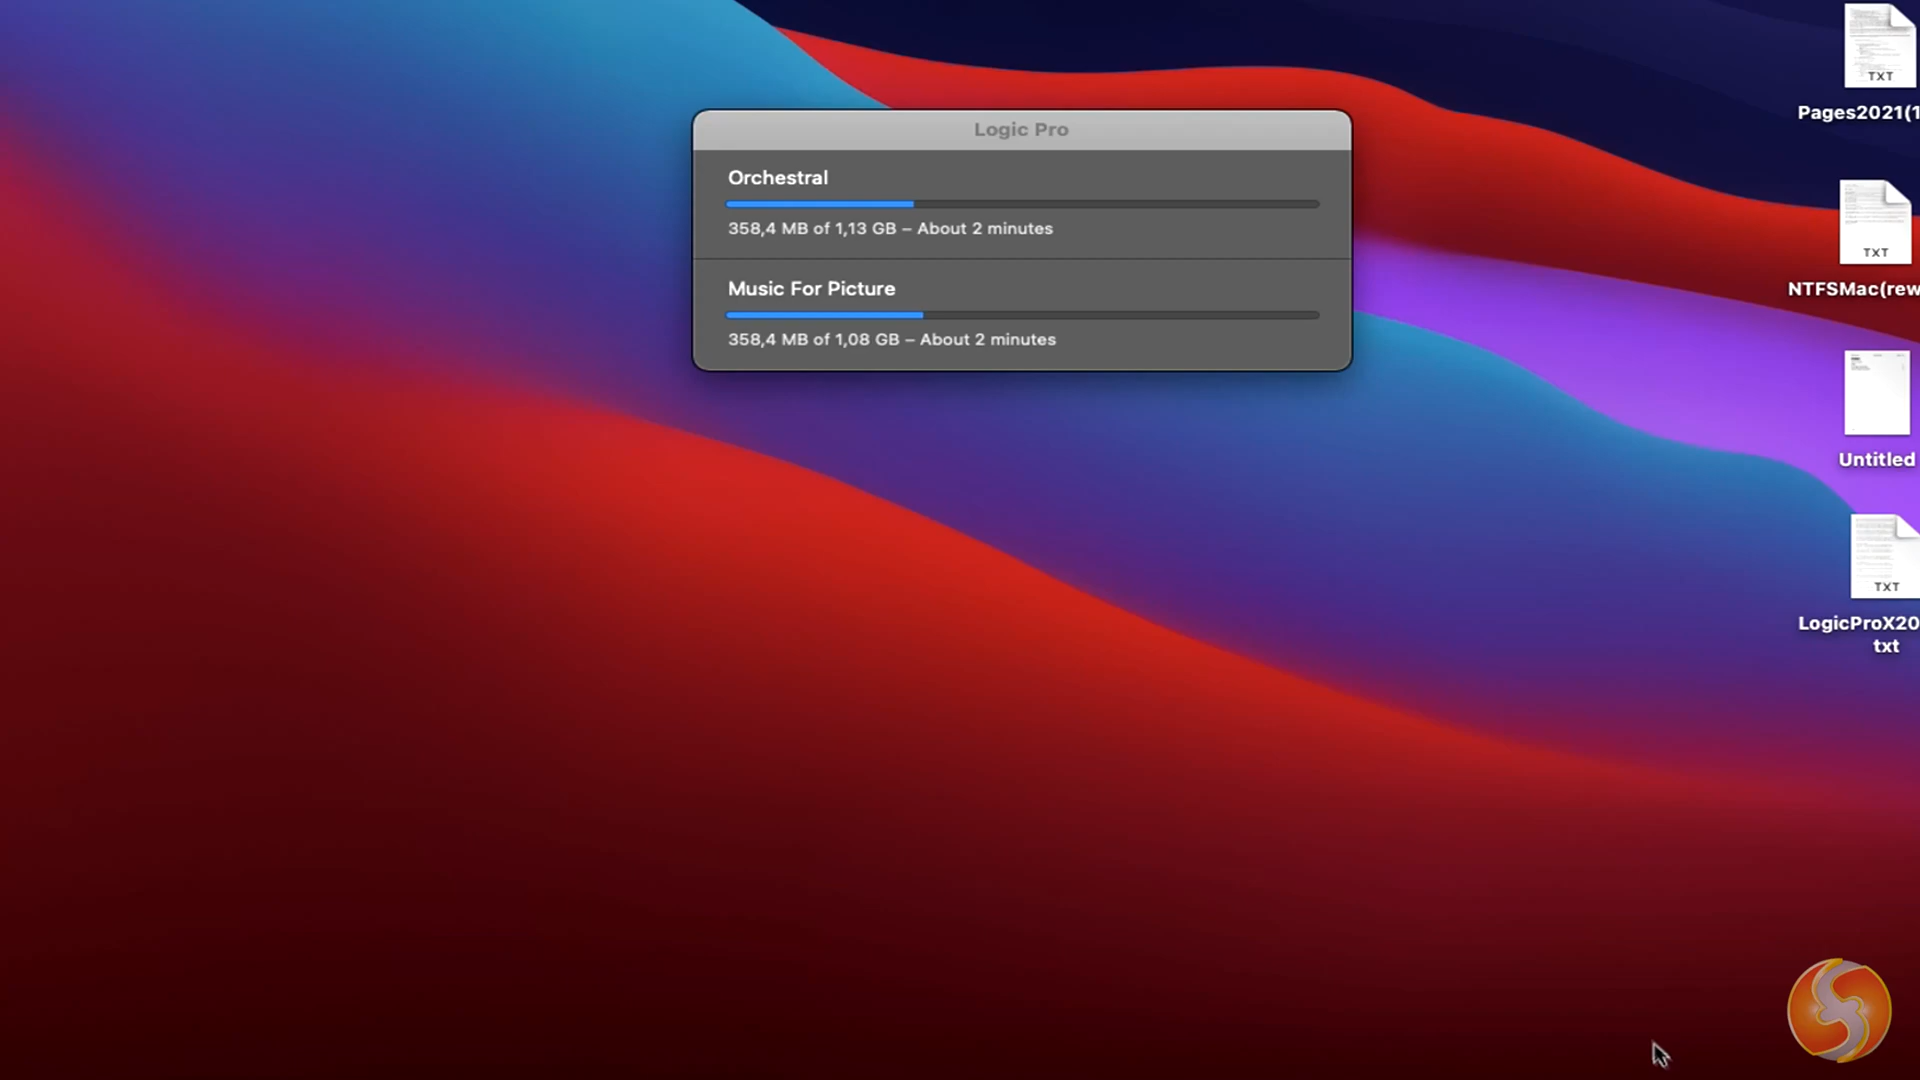 Logic Pro
Orchestral
358,4 MB of 1,13 GB – About 2 minutes
Music For Picture
358,4 MB of 1,08 GB – About 2 minutes
TXT
Pages2021(1
TXT
NTFSMac(rew
Untitled
TXT
LogicProX20
txt